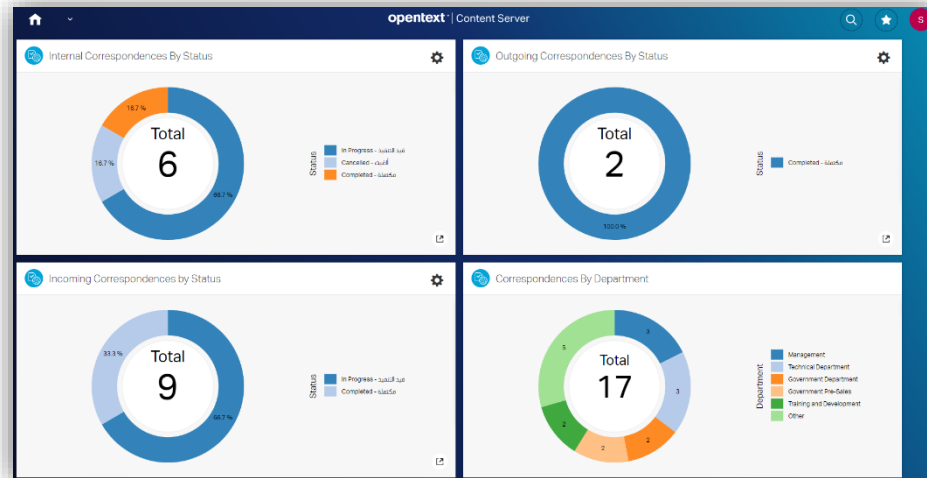 opentext™ | Content Server
S
Internal Correspondences By Status
16.7 %
16.7 %
66.7 %
Total
6
Status
In Progress - قيد التنفيذ
Cancelled - ألغيت
Completed - مكتملة
Outgoing Correspondences By Status
Total
2
100.0 %
Status
Completed - مكتملة
Incoming Correspondences by Status
33.3 %
66.7 %
Total
9
Status
In Progress - قيد التنفيذ
Completed - مكتملة
Correspondences By Department
5
3
3
2
2
2
Total
17
Department
Management
Technical Department
Government Department
Government Pre-Sales
Training and Development
Other